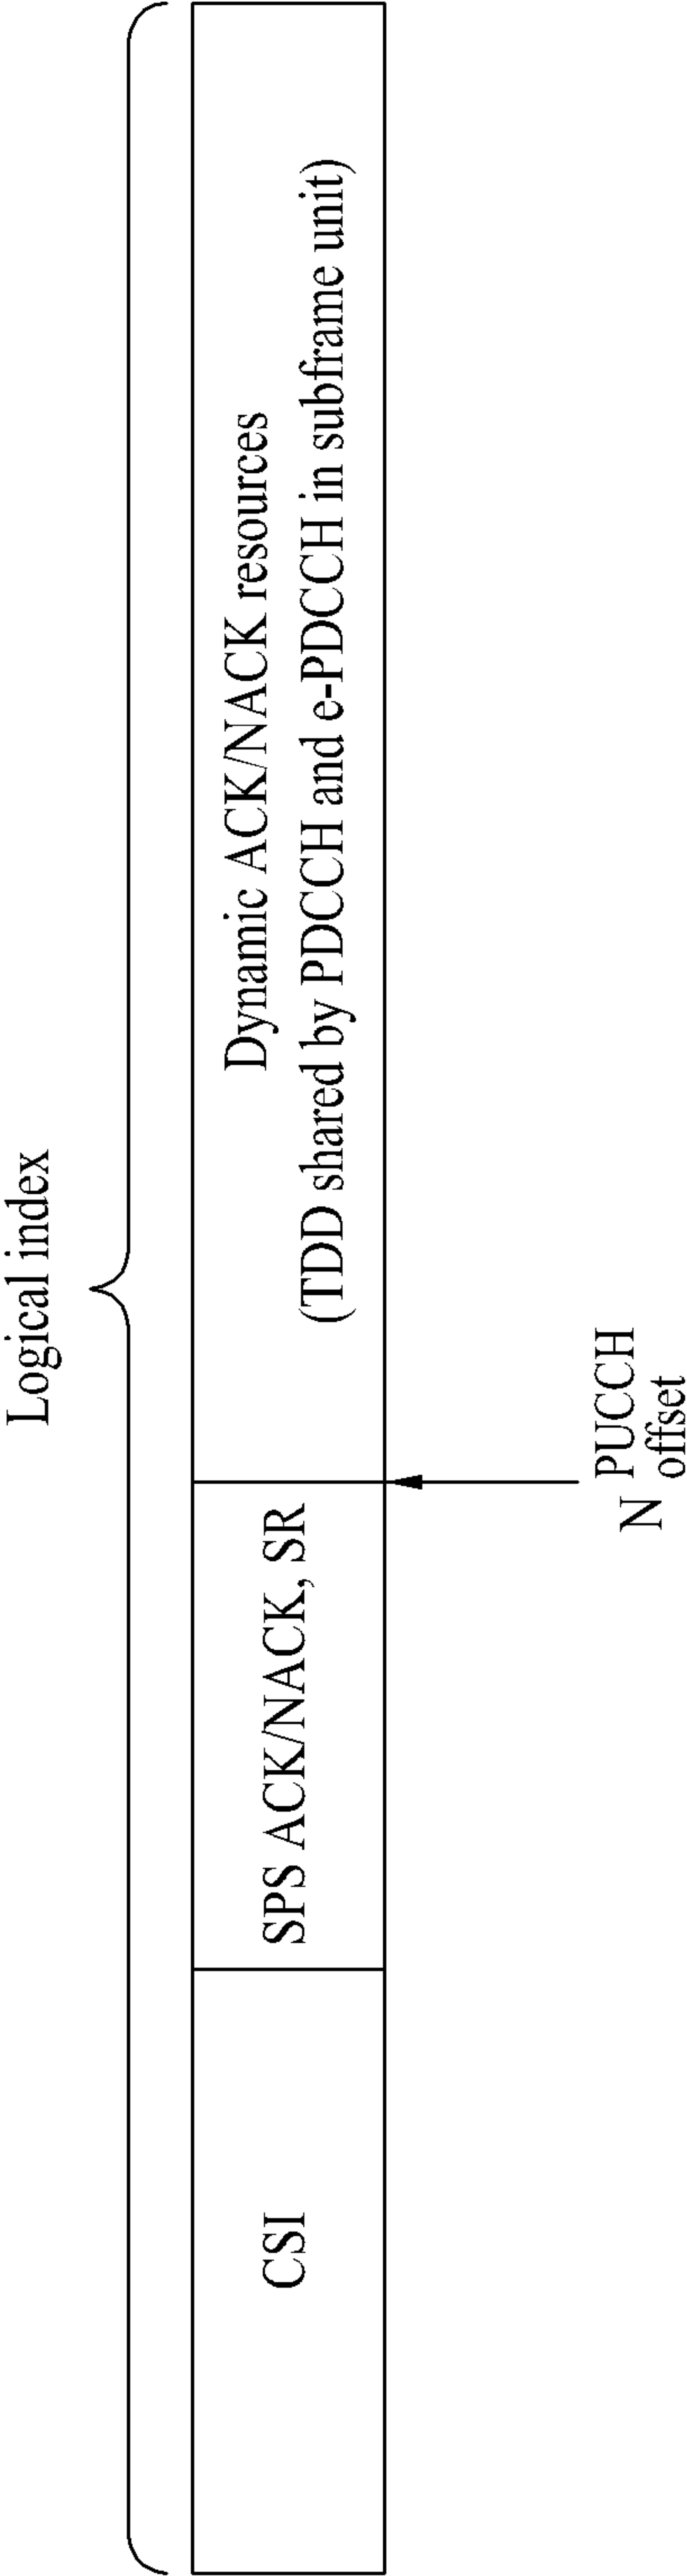 Logical index
CSI
SPS ACK/NACK, SR
Dynamic ACK/NACK resources
(TDD shared by PDCCH and e-PDCCH in subframe unit)
N PUCCH
offset